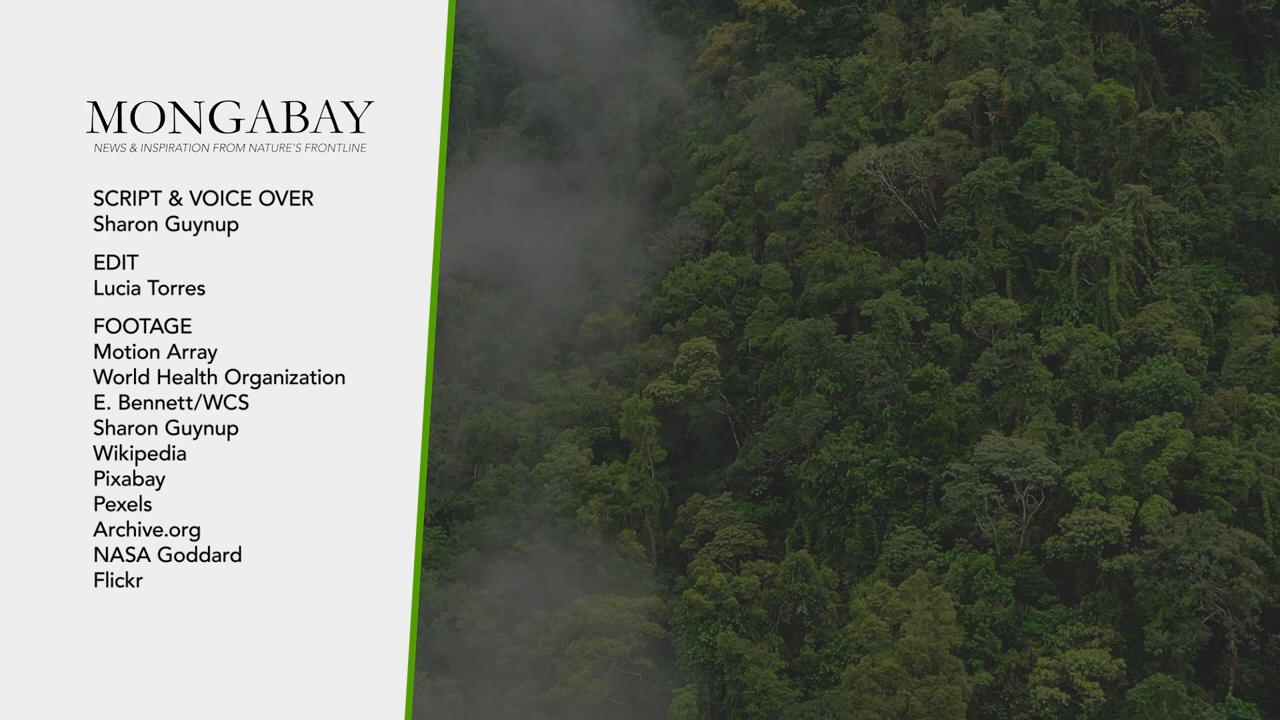 MONGABAY
NEWS & INSPIRATION FROM NATURE'S FRONTLINE
SCRIPT & VOICE OVER
Sharon Guynup
EDIT
Lucia Torres
FOOTAGE
Motion Array
World Health Organization
E. Bennett/WCS
Sharon Guynup
Wikipedia
Pixabay
Pexels
Archive.org
NASA Goddard
Flickr